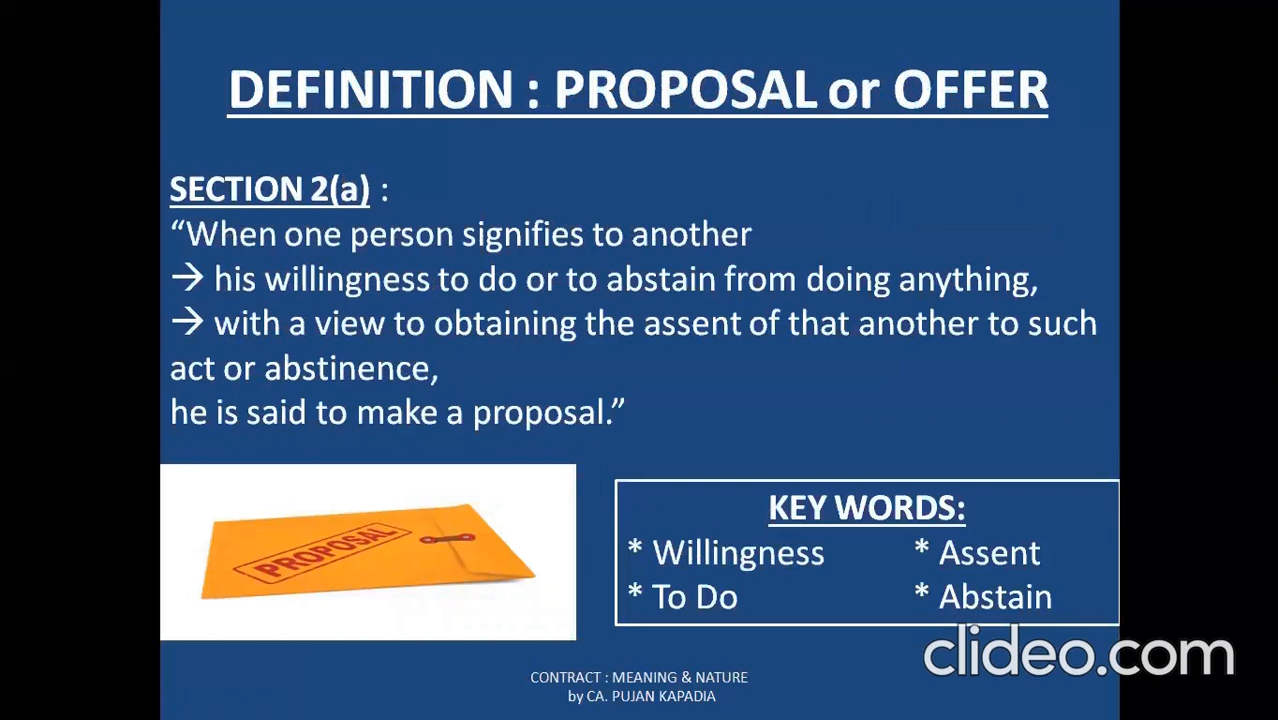 DEFINITION : PROPOSAL or OFFER
SECTION 2(a) :
“When one person signifies to another
→ his willingness to do or to abstain from doing anything,
→ with a view to obtaining the assent of that another to such
act or abstinence,
he is said to make a proposal.”
PROPOSAL
KEY WORDS:
* Willingness * Assent
* To Do * Abstain
clideo.com
CONTRACT : MEANING & NATURE
by CA. PUJAN KAPADIA